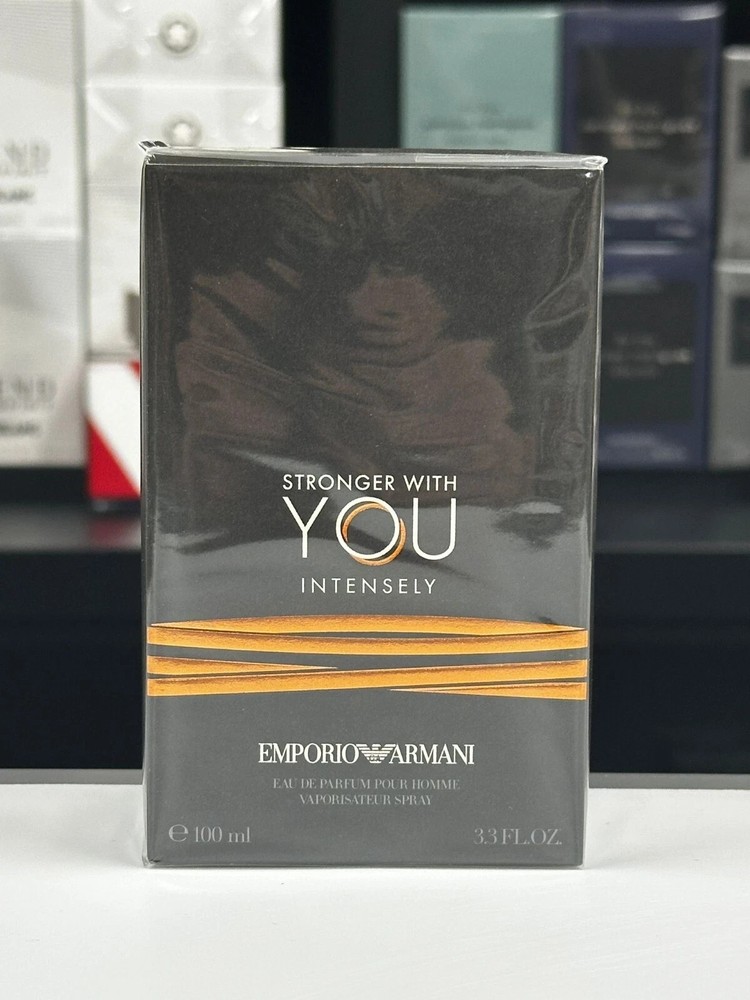 STRONGER WITH
YOU
INTENSELY
EMPORIO ARMANI
EAU DE PARFUM POUR HOMME
VAPORISATEUR SPRAY
℮ 100 ml
3.3 FL.OZ.